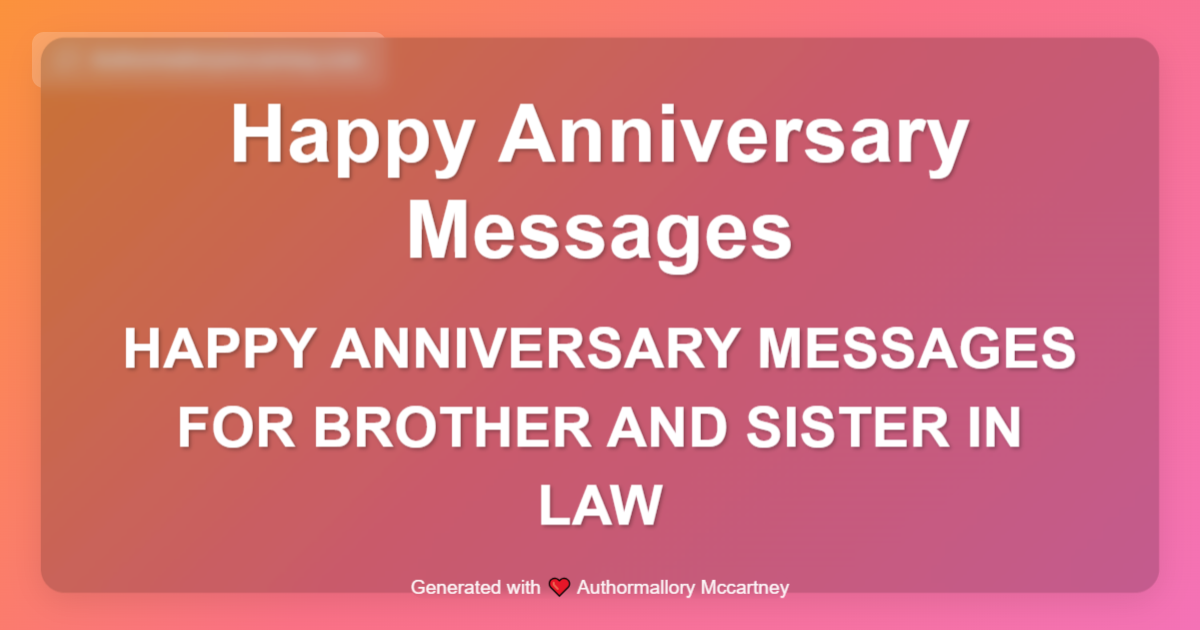 Happy Anniversary
Messages
HAPPY ANNIVERSARY MESSAGES
FOR BROTHER AND SISTER IN
LAW
Generated with ❤️ Authormallory Mccartney